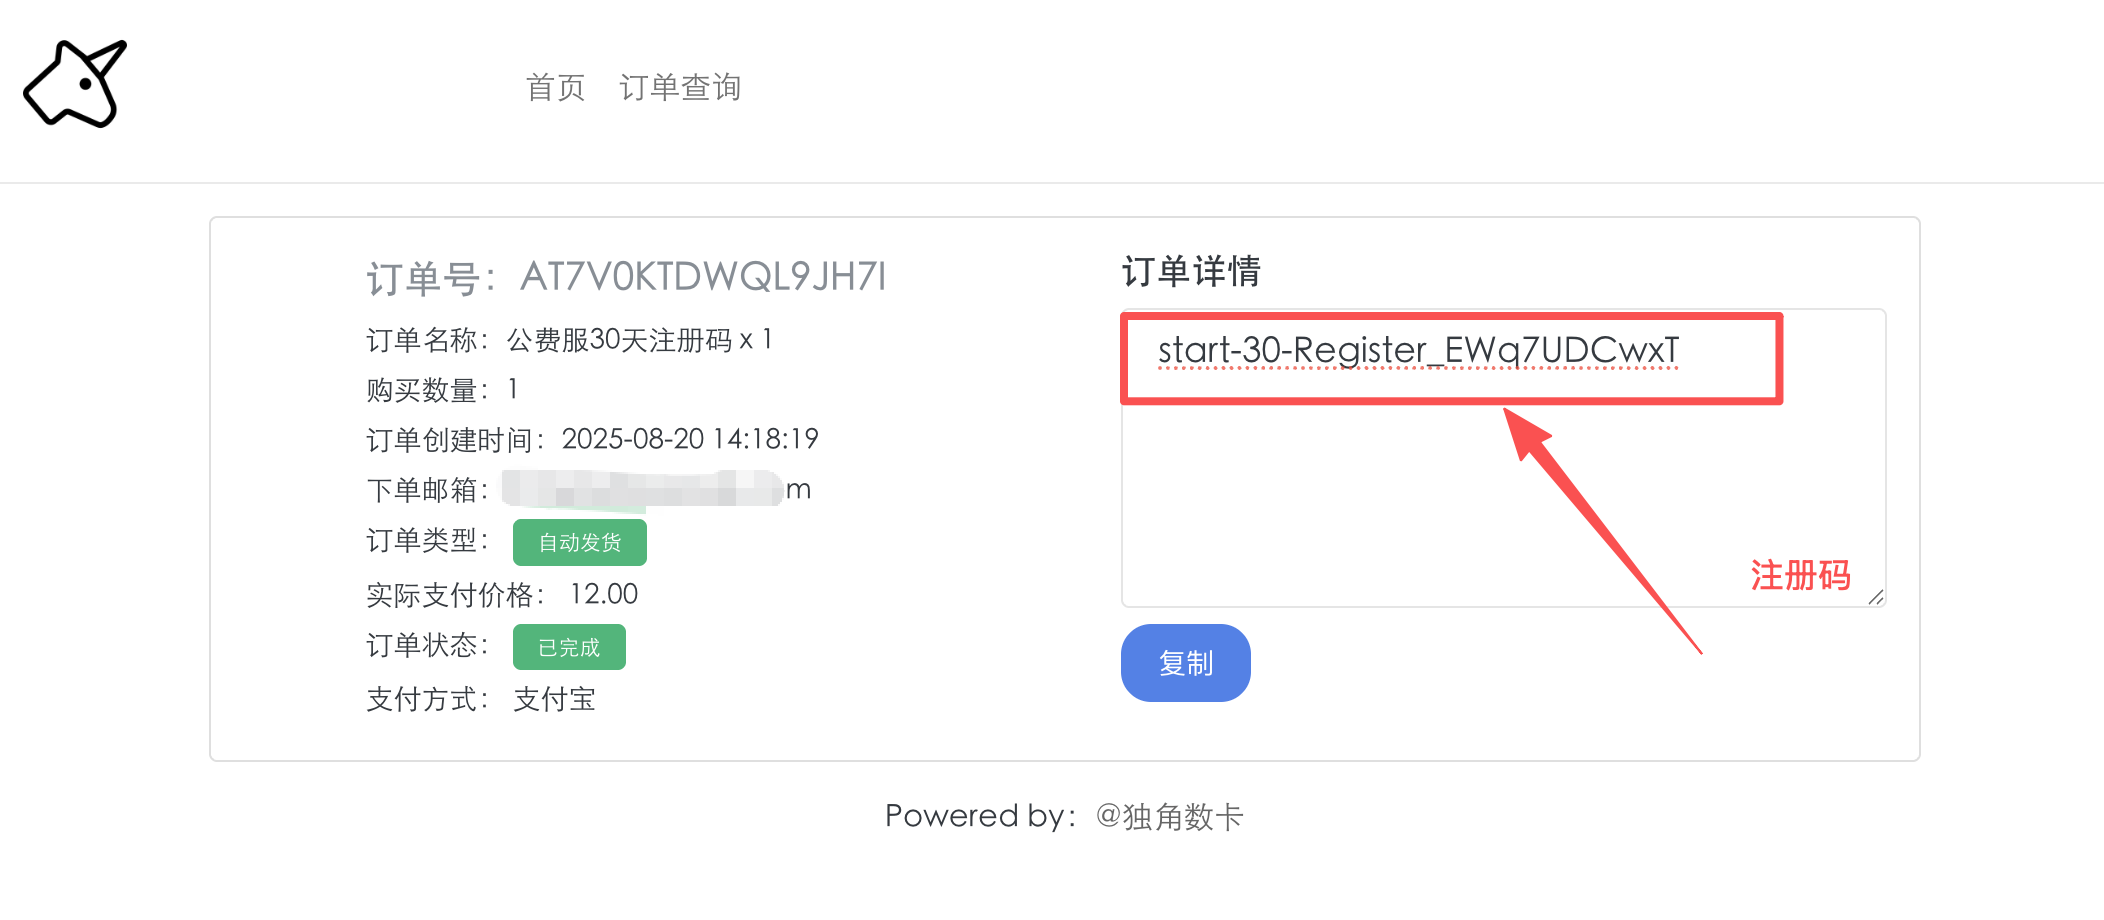 首页 订单查询
订单号：AT7V0KTDWQL9JH7I
订单名称：公费服30天注册码 x 1
购买数量：1
订单创建时间：2025-08-20 14:18:19
下单邮箱：m
订单类型：自动发货
实际支付价格：12.00
订单状态：已完成
支付方式：支付宝
订单详情
start-30-Register_EWq7UDCwxT
注册码
复制
Powered by：@独角数卡